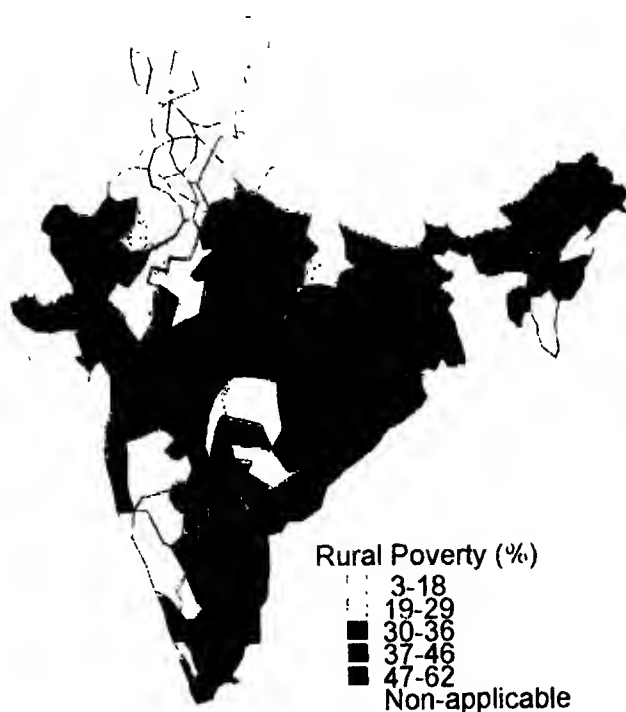 Rural Poverty (%)
3-18
19-29
30-36
37-46
47-62
Non-applicable